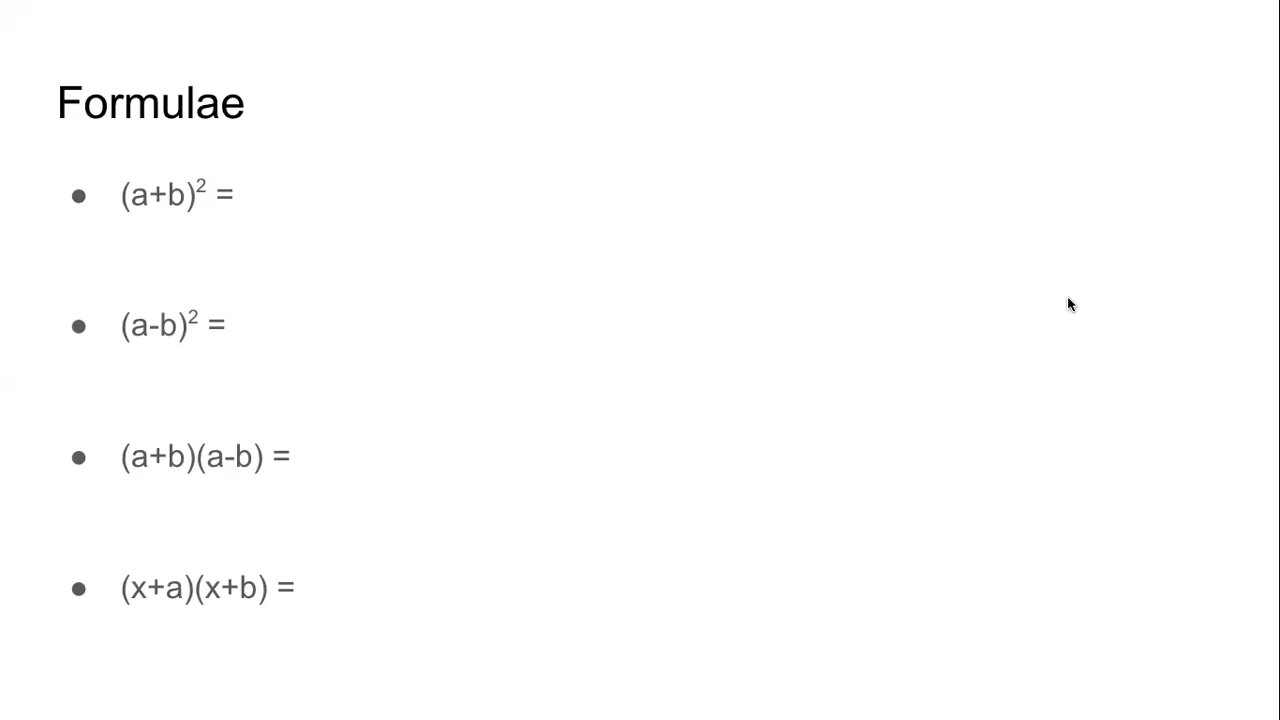 Formulae
● (a+b)² =
● (a-b)² =
● (a+b)(a-b) =
● (x+a)(x+b) =